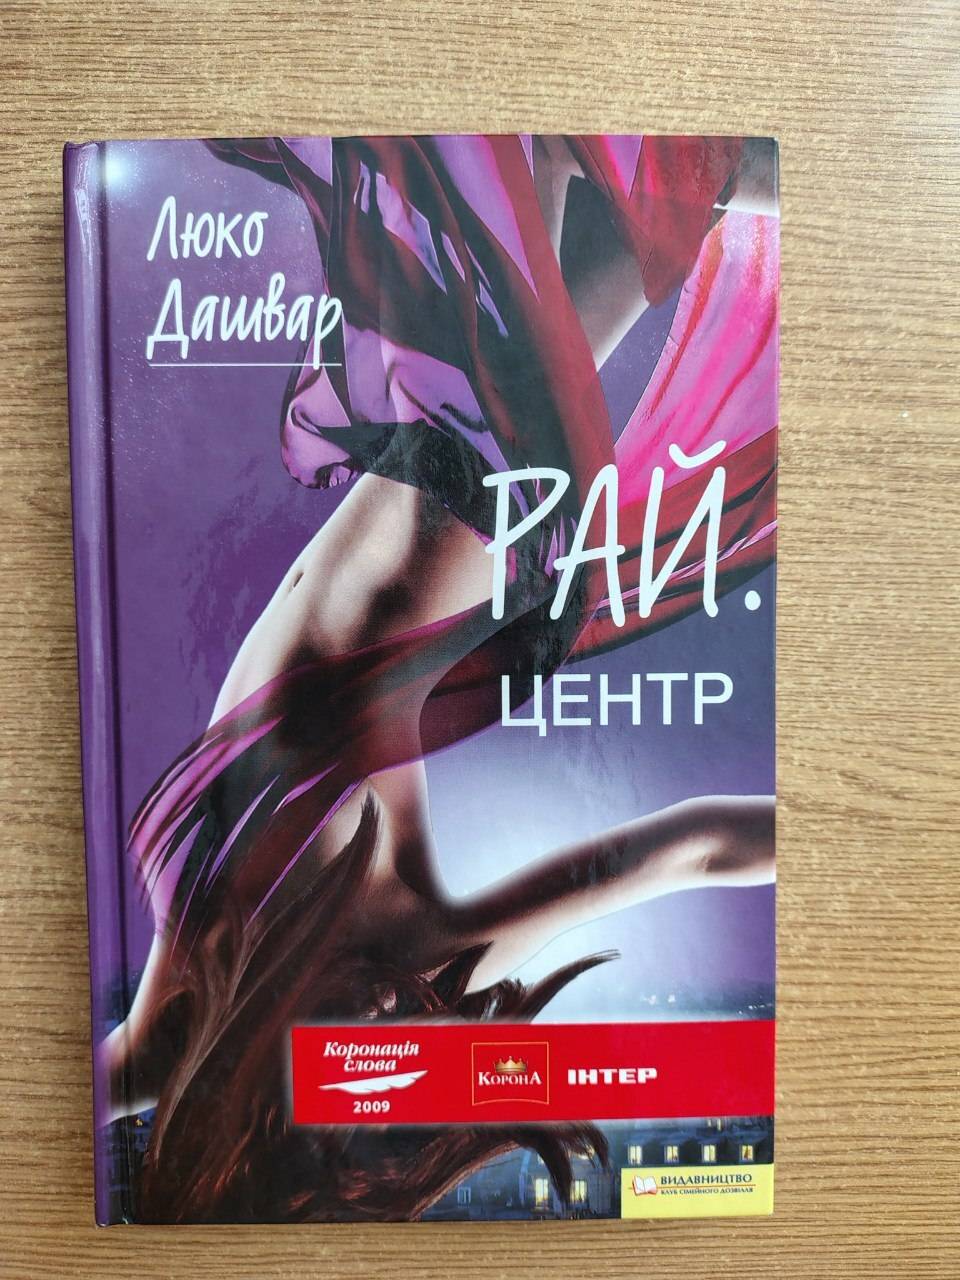 Люко
Дашвар
РАЙ.
ЦЕНТР
Коронація
слова
2009
КОРОНА
ІНТЕР
ВИДАВНИЦТВО
КЛУБ СІМЕЙНОГО ДОЗВІЛЛЯ